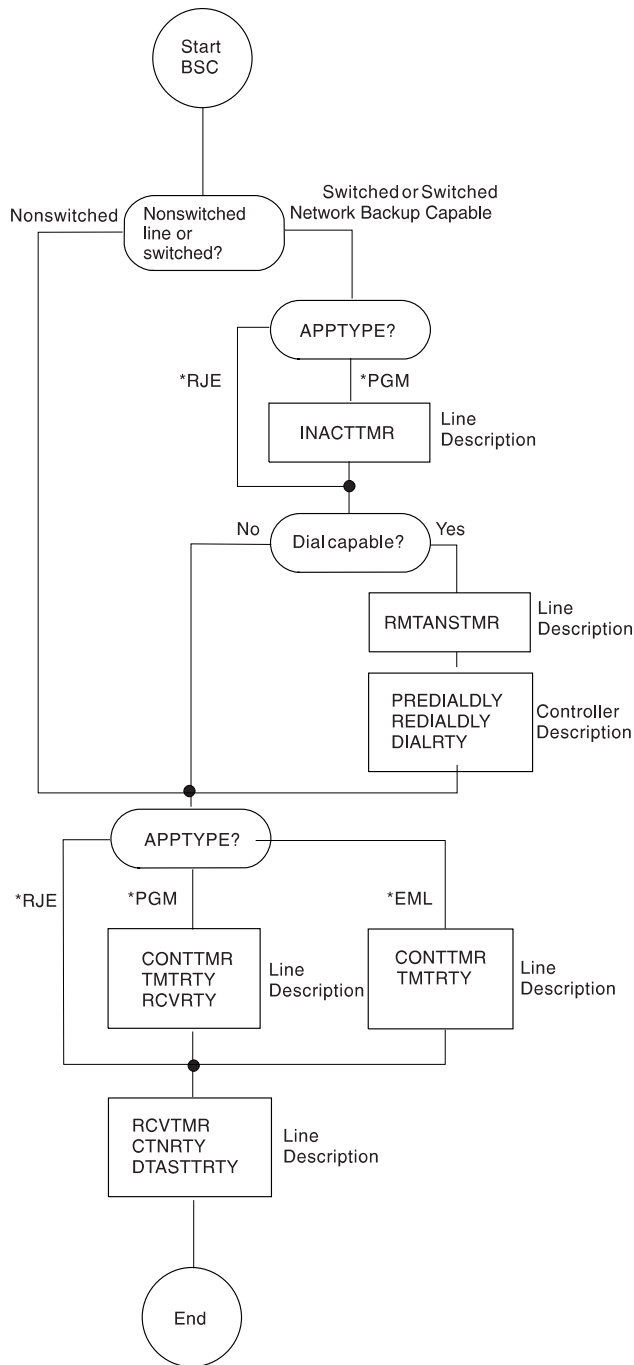 Start
BSC
Switched or Switched
Network Backup Capable
Nonswitched
Nonswitched
line or
switched?
APPTYPE?
*RJE
*PGM
INACTTMR
Line
Description
No
Dial capable?
Yes
RMTANSTMR
Line
Description
PREDIALDLY
REDIALDLY
DIALRTY
Controller
Description
APPTYPE?
*RJE
*PGM
*EML
CONTTMR
TMTRTY
RCVRTY
Line
Description
CONTTMR
TMTRTY
Line
Description
RCVTMR
CTNRTY
DTASTTRTY
Line
Description
End